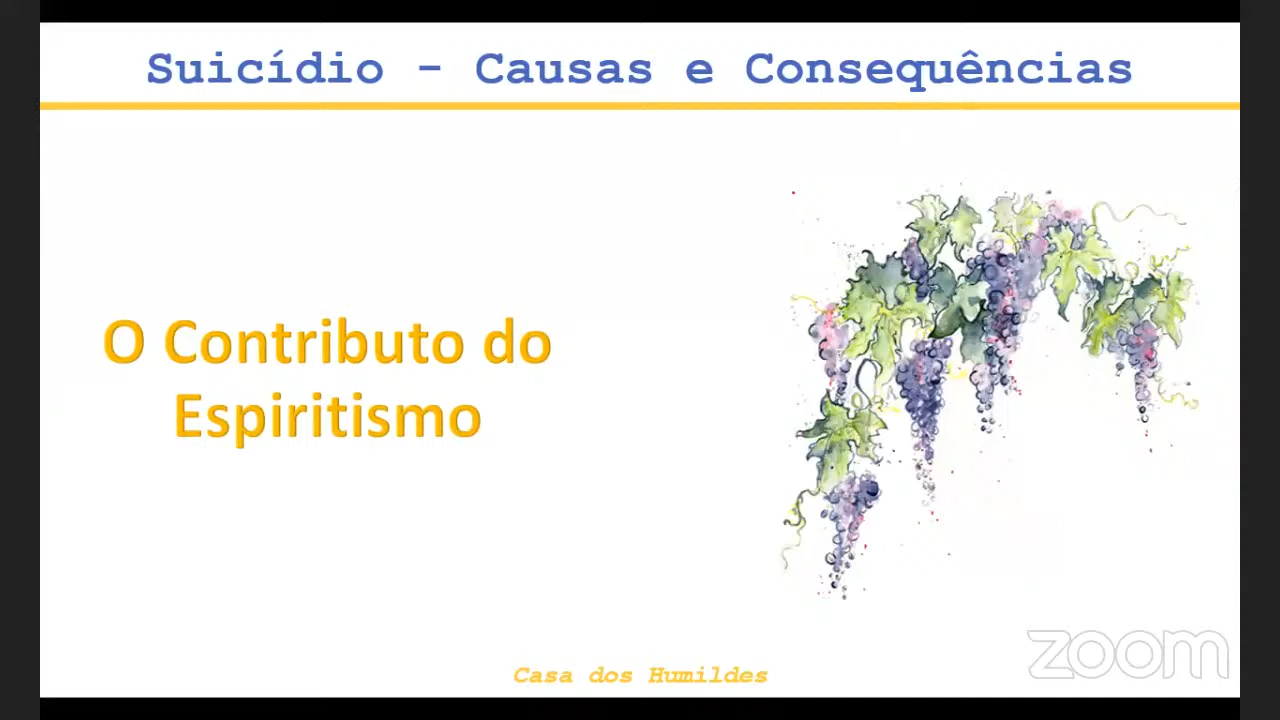 Suicídio - Causas e Consequências
O Contributo do
Espiritismo
Casa dos Humildes
zoom